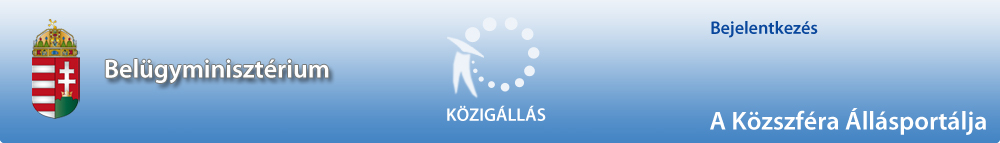 Bejelentkezés
Belügyminisztérium
KÖZIGÁLLÁS
A Közszféra Állásportálja